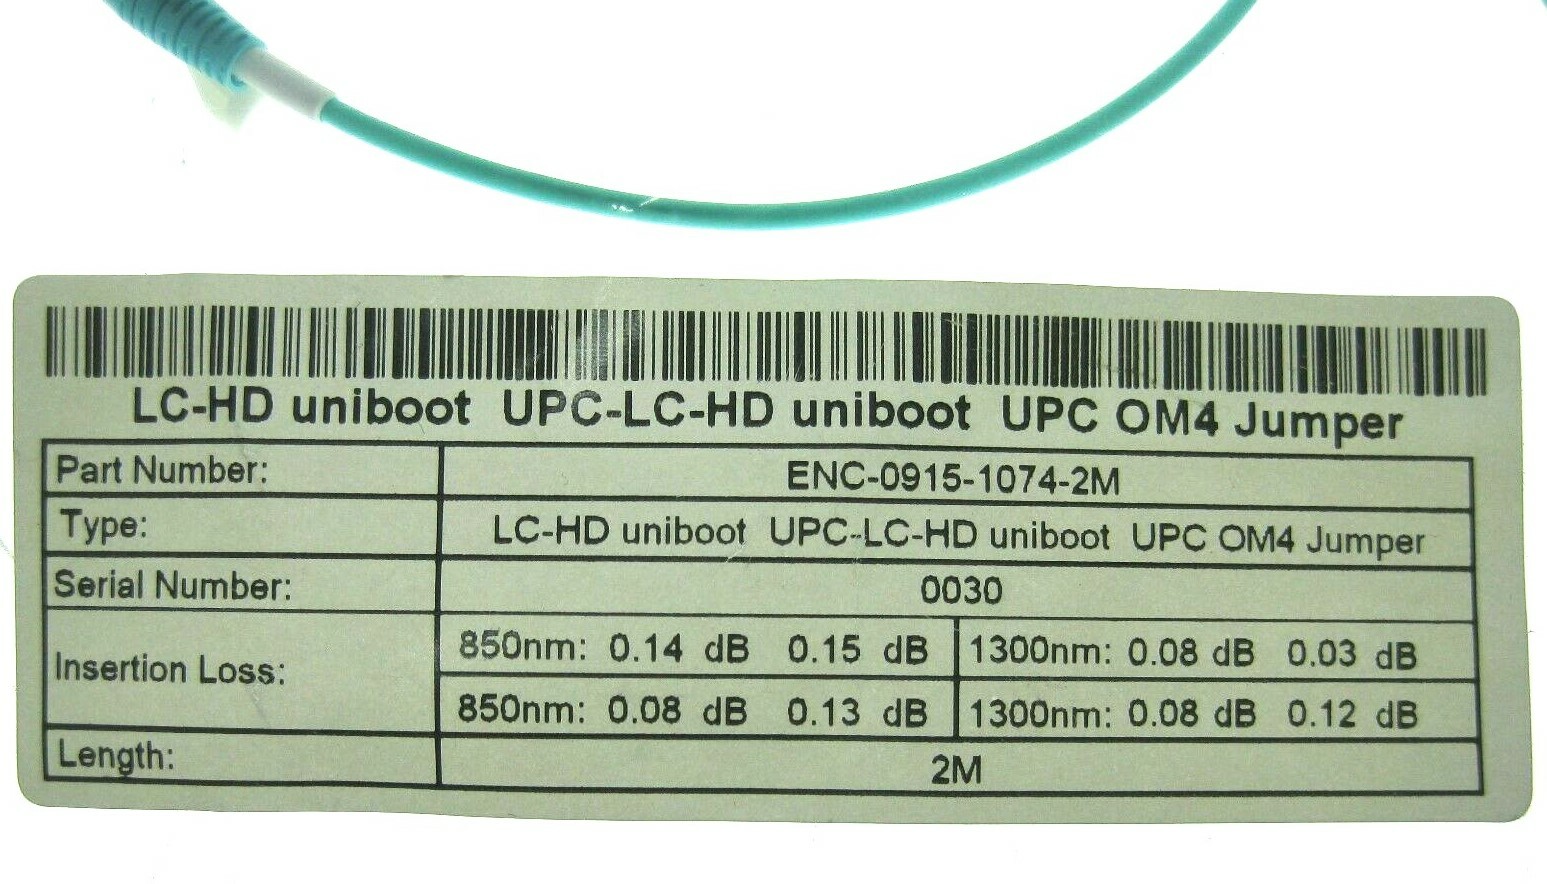 LC-HD uniboot UPC-LC-HD uniboot UPC OM4 Jumper
Part Number: ENC-0915-1074-2M
Type: LC-HD uniboot UPC-LC-HD uniboot UPC OM4 Jumper
Serial Number: 0030
Insertion Loss:
850nm: 0.14 dB 0.15 dB 1300nm: 0.08 dB 0.03 dB
850nm: 0.08 dB 0.13 dB 1300nm: 0.08 dB 0.12 dB
Length: 2M